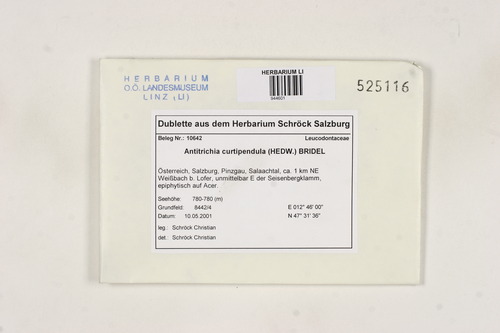 HERBARIUM
O.Ö. LANDESMUSEUM
LINZ (LI)
HERBARIUM LI
944601
525116
Dublette aus dem Herbarium Schröck Salzburg
Beleg Nr.: 10642 Leucodontaceae
Antitrichia curtipendula (HEDW.) BRIDEL
Österreich, Salzburg, Pinzgau, Salaachtal, ca. 1 km NE
Weißbach b. Lofer, unmittelbar E der Seisenbergklamm,
epiphytisch auf Acer.
Seehöhe: 780-780 (m)
Grundfeld: 8442/4 E 012° 46' 00"
Datum: 10.05.2001 N 47° 31' 36"
leg.: Schröck Christian
det.: Schröck Christian